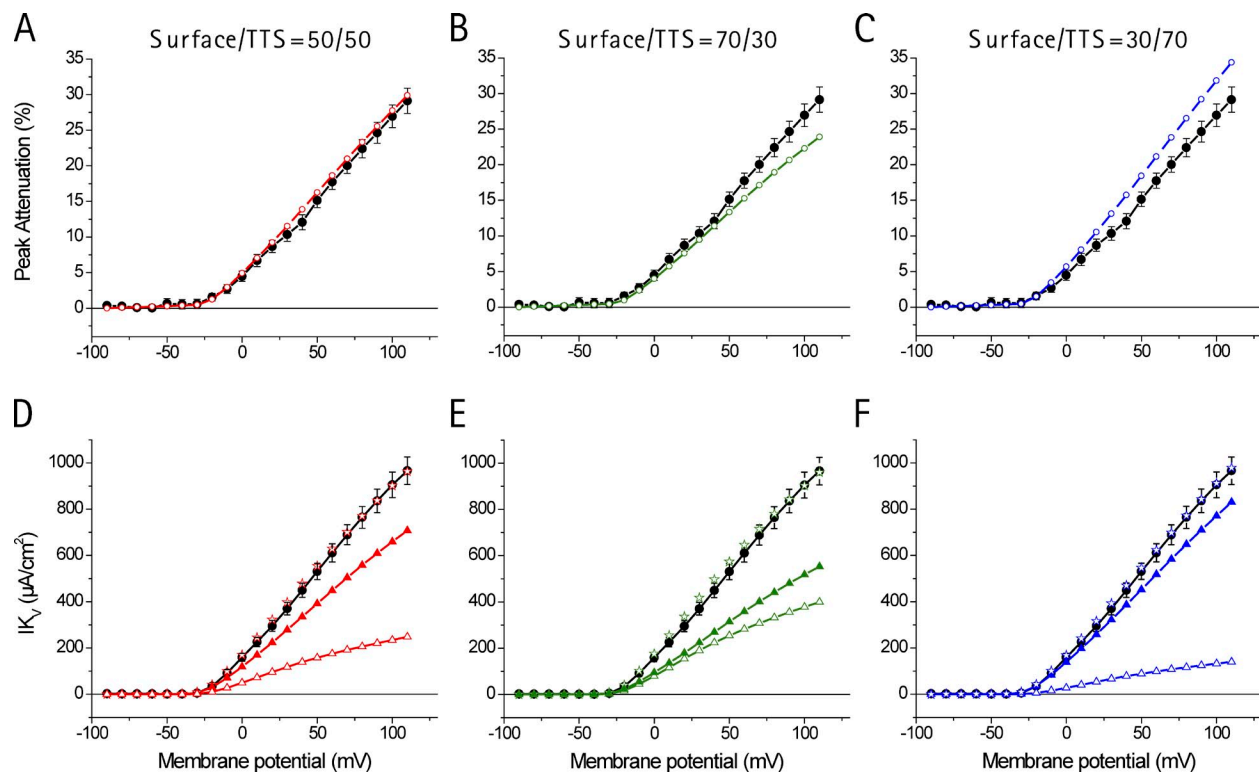 A
Surface/TTS=50/50
B
Surface/TTS=70/30
C
Surface/TTS=30/70
Peak Attenuation (%)
35
30
25
20
15
10
5
0
-100 -50 0 50 100
35
30
25
20
15
10
5
0
-100 -50 0 50 100
35
30
25
20
15
10
5
0
-100 -50 0 50 100
D
E
F
IKV (µA/cm2)
1000
800
600
400
200
0
-100 -50 0 50 100
Membrane potential (mV)
1000
800
600
400
200
0
-100 -50 0 50 100
Membrane potential (mV)
1000
800
600
400
200
0
-100 -50 0 50 100
Membrane potential (mV)